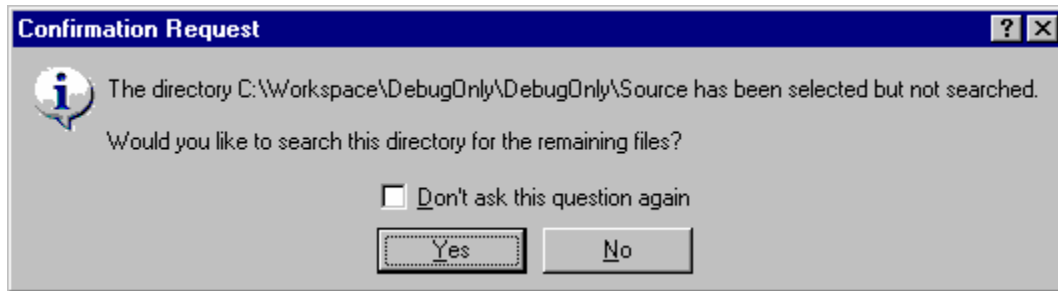 Confirmation Request
The directory C:\Workspace\DebugOnly\DebugOnly\Source has been selected but not searched.
Would you like to search this directory for the remaining files?
Don't ask this question again
Yes
No